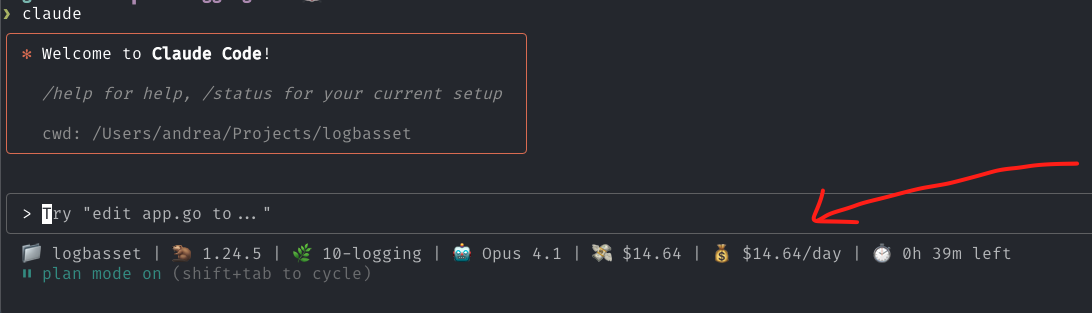 ❯ claude
✻ Welcome to Claude Code!
/help for help, /status for your current setup
cwd: /Users/andrea/Projects/logbasset
> Try "edit app.go to..."
📁 logbasset | 🦫 1.24.5 | 🌿 10-logging | 🤖 Opus 4.1 | 💸 $14.64 | 💰 $14.64/day | ⏱️ 0h 39m left
⏸ plan mode on (shift+tab to cycle)